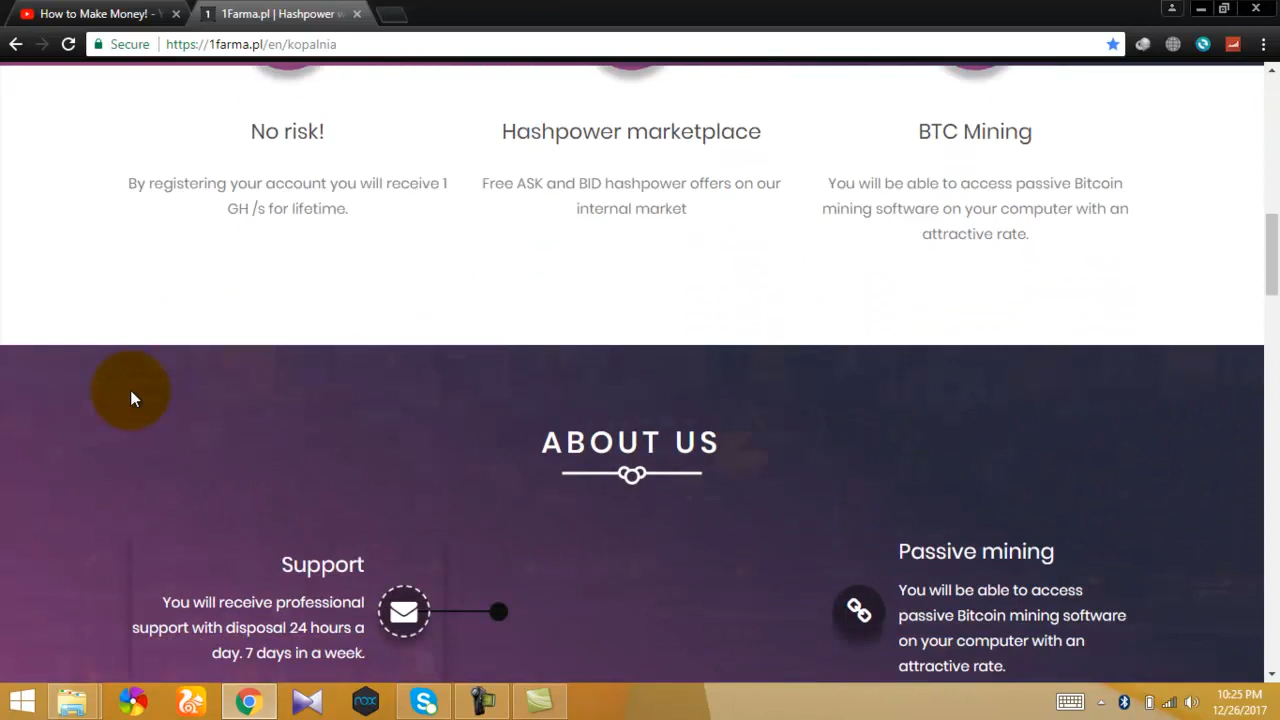 How to Make Money! - Y
1Farma.pl | Hashpower w
Secure
https://1farma.pl/en/kopalnia
No risk!
By registering your account you will receive 1
GH /s for lifetime.
Hashpower marketplace
Free ASK and BID hashpower offers on our
internal market
BTC Mining
You will be able to access passive Bitcoin
mining software on your computer with an
attractive rate.
ABOUT US
Support
You will receive professional
support with disposal 24 hours a
day. 7 days in a week.
Passive mining
You will be able to access
passive Bitcoin mining software
on your computer with an
attractive rate.
nox
10:25 PM
12/26/2017